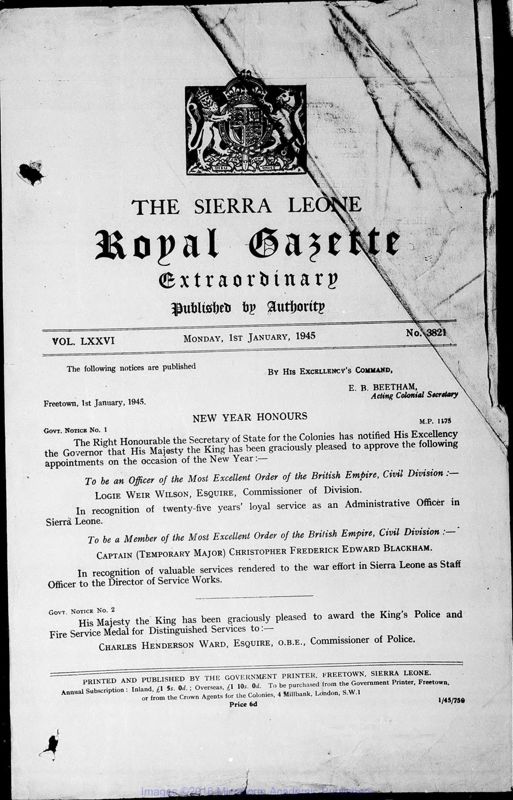 THE SIERRA LEONE
Royal Gazette
Extraordinary
Published by Authority
VOL. LXXVI MONDAY, 1ST JANUARY, 1945 No. 3821
The following notices are published
BY HIS EXCELLENCY'S COMMAND,
E. B. BEETHAM,
Acting Colonial Secretary
Freetown, 1st January, 1945.
NEW YEAR HONOURS
GOVT. NOTICE No. 1 M.P. 1175
The Right Honourable the Secretary of State for the Colonies has notified His Excellency
the Governor that His Majesty the King has been graciously pleased to approve the following
appointments on the occasion of the New Year:—
To be an Officer of the Most Excellent Order of the British Empire, Civil Division :—
LOGIE WEIR WILSON, ESQUIRE, Commissioner of Division.
In recognition of twenty-five years' loyal service as an Administrative Officer in
Sierra Leone.
To be a Member of the Most Excellent Order of the British Empire, Civil Division :—
CAPTAIN (TEMPORARY MAJOR) CHRISTOPHER FREDERICK EDWARD BLACKHAM.
In recognition of valuable services rendered to the war effort in Sierra Leone as Staff
Officer to the Director of Service Works.
GOVT. NOTICE No. 2
His Majesty the King has been graciously pleased to award the King's Police and
Fire Service Medal for Distinguished Services to:—
CHARLES HENDERSON WARD, ESQUIRE, O.B.E., Commissioner of Police.
PRINTED AND PUBLISHED BY THE GOVERNMENT PRINTER, FREETOWN, SIERRA LEONE.
Annual Subscription : Inland, £1 5s. 0d. ; Overseas, £1 10s. 0d. To be purchased from the Government Printer, Freetown,
or from the Crown Agents for the Colonies, 4 Millbank, London, S.W.1
Price 6d 1/45/750
Images ©2016 Microform Academic Publishers